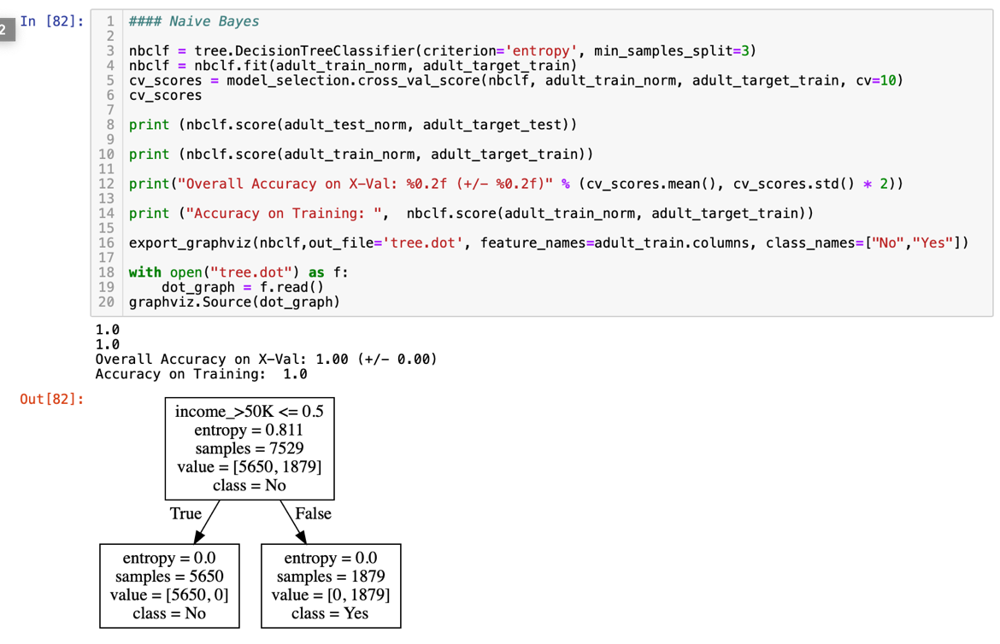 2
In [82]:
1 #### Naive Bayes
2
3 nbclf = tree.DecisionTreeClassifier(criterion='entropy', min_samples_split=3)
4 nbclf = nbclf.fit(adult_train_norm, adult_target_train)
5 cv_scores = model_selection.cross_val_score(nbclf, adult_train_norm, adult_target_train, cv=10)
6 cv_scores
7
8 print (nbclf.score(adult_test_norm, adult_target_test))
9
10 print (nbclf.score(adult_train_norm, adult_target_train))
11
12 print("Overall Accuracy on X-Val: %0.2f (+/- %0.2f)" % (cv_scores.mean(), cv_scores.std() * 2))
13
14 print ("Accuracy on Training: ",  nbclf.score(adult_train_norm, adult_target_train))
15
16 export_graphviz(nbclf,out_file='tree.dot', feature_names=adult_train.columns, class_names=["No","Yes"])
17
18 with open("tree.dot") as f:
19     dot_graph = f.read()
20 graphviz.Source(dot_graph)
1.0
1.0
Overall Accuracy on X-Val: 1.00 (+/- 0.00)
Accuracy on Training:  1.0
Out[82]:
income_>50K <= 0.5
entropy = 0.811
samples = 7529
value = [5650, 1879]
class = No
True
False
entropy = 0.0
samples = 5650
value = [5650, 0]
class = No
entropy = 0.0
samples = 1879
value = [0, 1879]
class = Yes